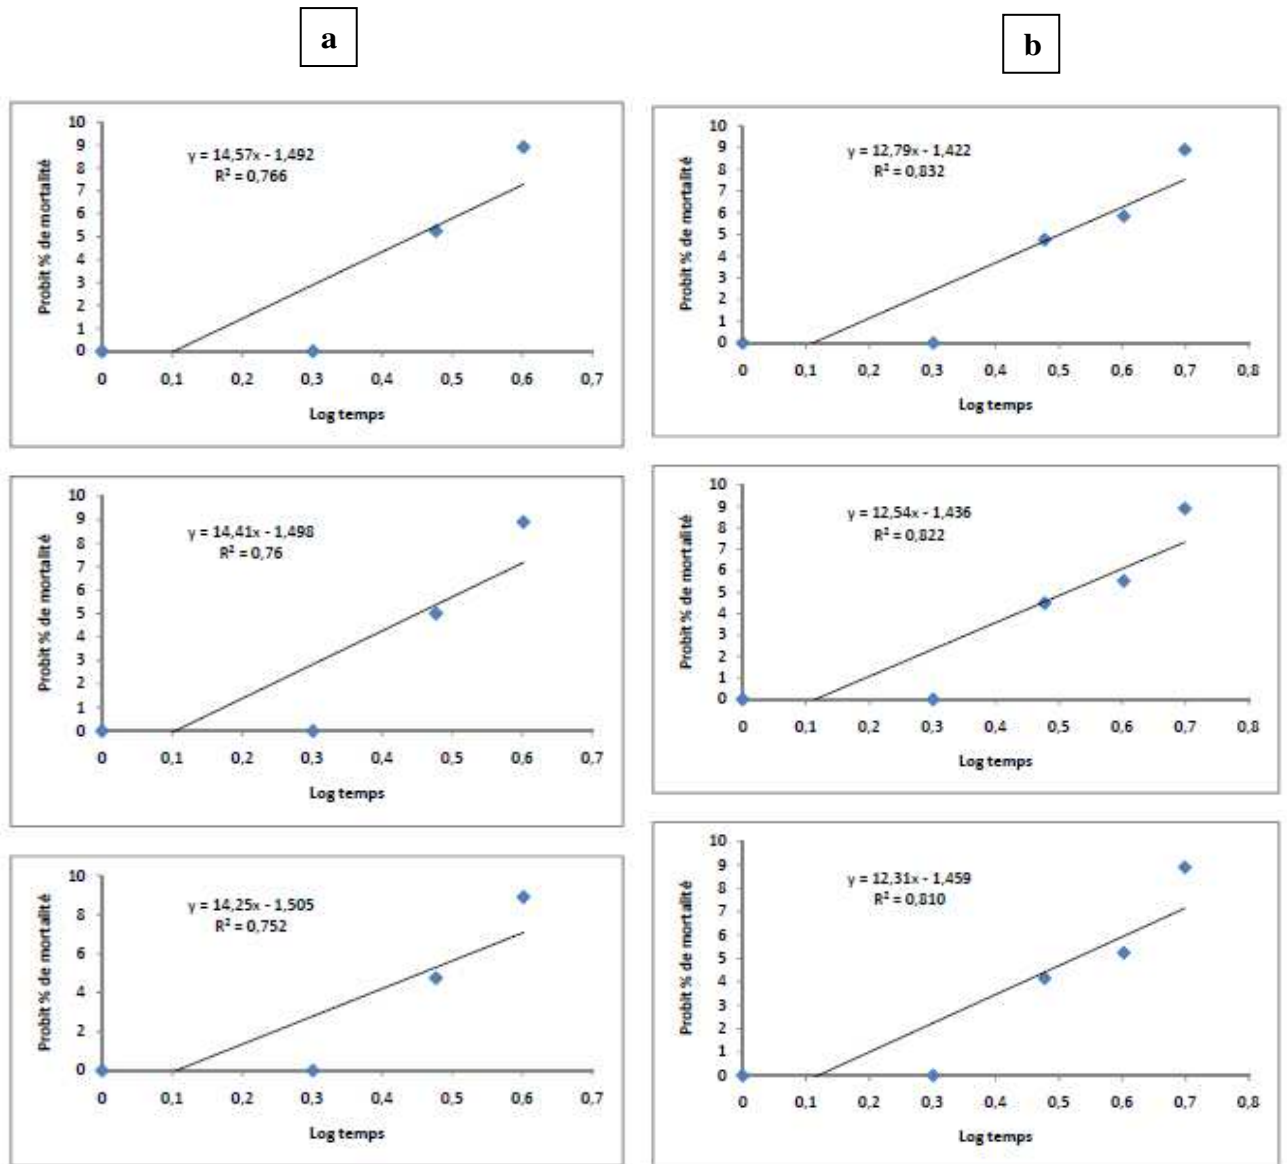 a
b
y = 14,57x - 1,492
R² = 0,766
Probit % de mortalité
10
9
8
7
6
5
4
3
2
1
0
0 0,1 0,2 0,3 0,4 0,5 0,6 0,7
Log temps
y = 12,79x - 1,422
R² = 0,832
Probit % de mortalité
10
9
8
7
6
5
4
3
2
1
0
0 0,1 0,2 0,3 0,4 0,5 0,6 0,7 0,8
Log temps
y = 14,41x - 1,498
R² = 0,76
Probit % de mortalité
10
9
8
7
6
5
4
3
2
1
0
0 0,1 0,2 0,3 0,4 0,5 0,6 0,7
Log temps
y = 12,54x - 1,436
R² = 0,822
Probit % de mortalité
10
9
8
7
6
5
4
3
2
1
0
0 0,1 0,2 0,3 0,4 0,5 0,6 0,7 0,8
Log temps
y = 14,25x - 1,505
R² = 0,752
Probit % de mortalité
10
8
6
4
2
0
0 0,1 0,2 0,3 0,4 0,5 0,6 0,7
Log temps
y = 12,31x - 1,459
R² = 0,810
Probit % de mortalité
10
9
8
7
6
5
4
3
2
1
0
0 0,1 0,2 0,3 0,4 0,5 0,6 0,7 0,8
Log temps